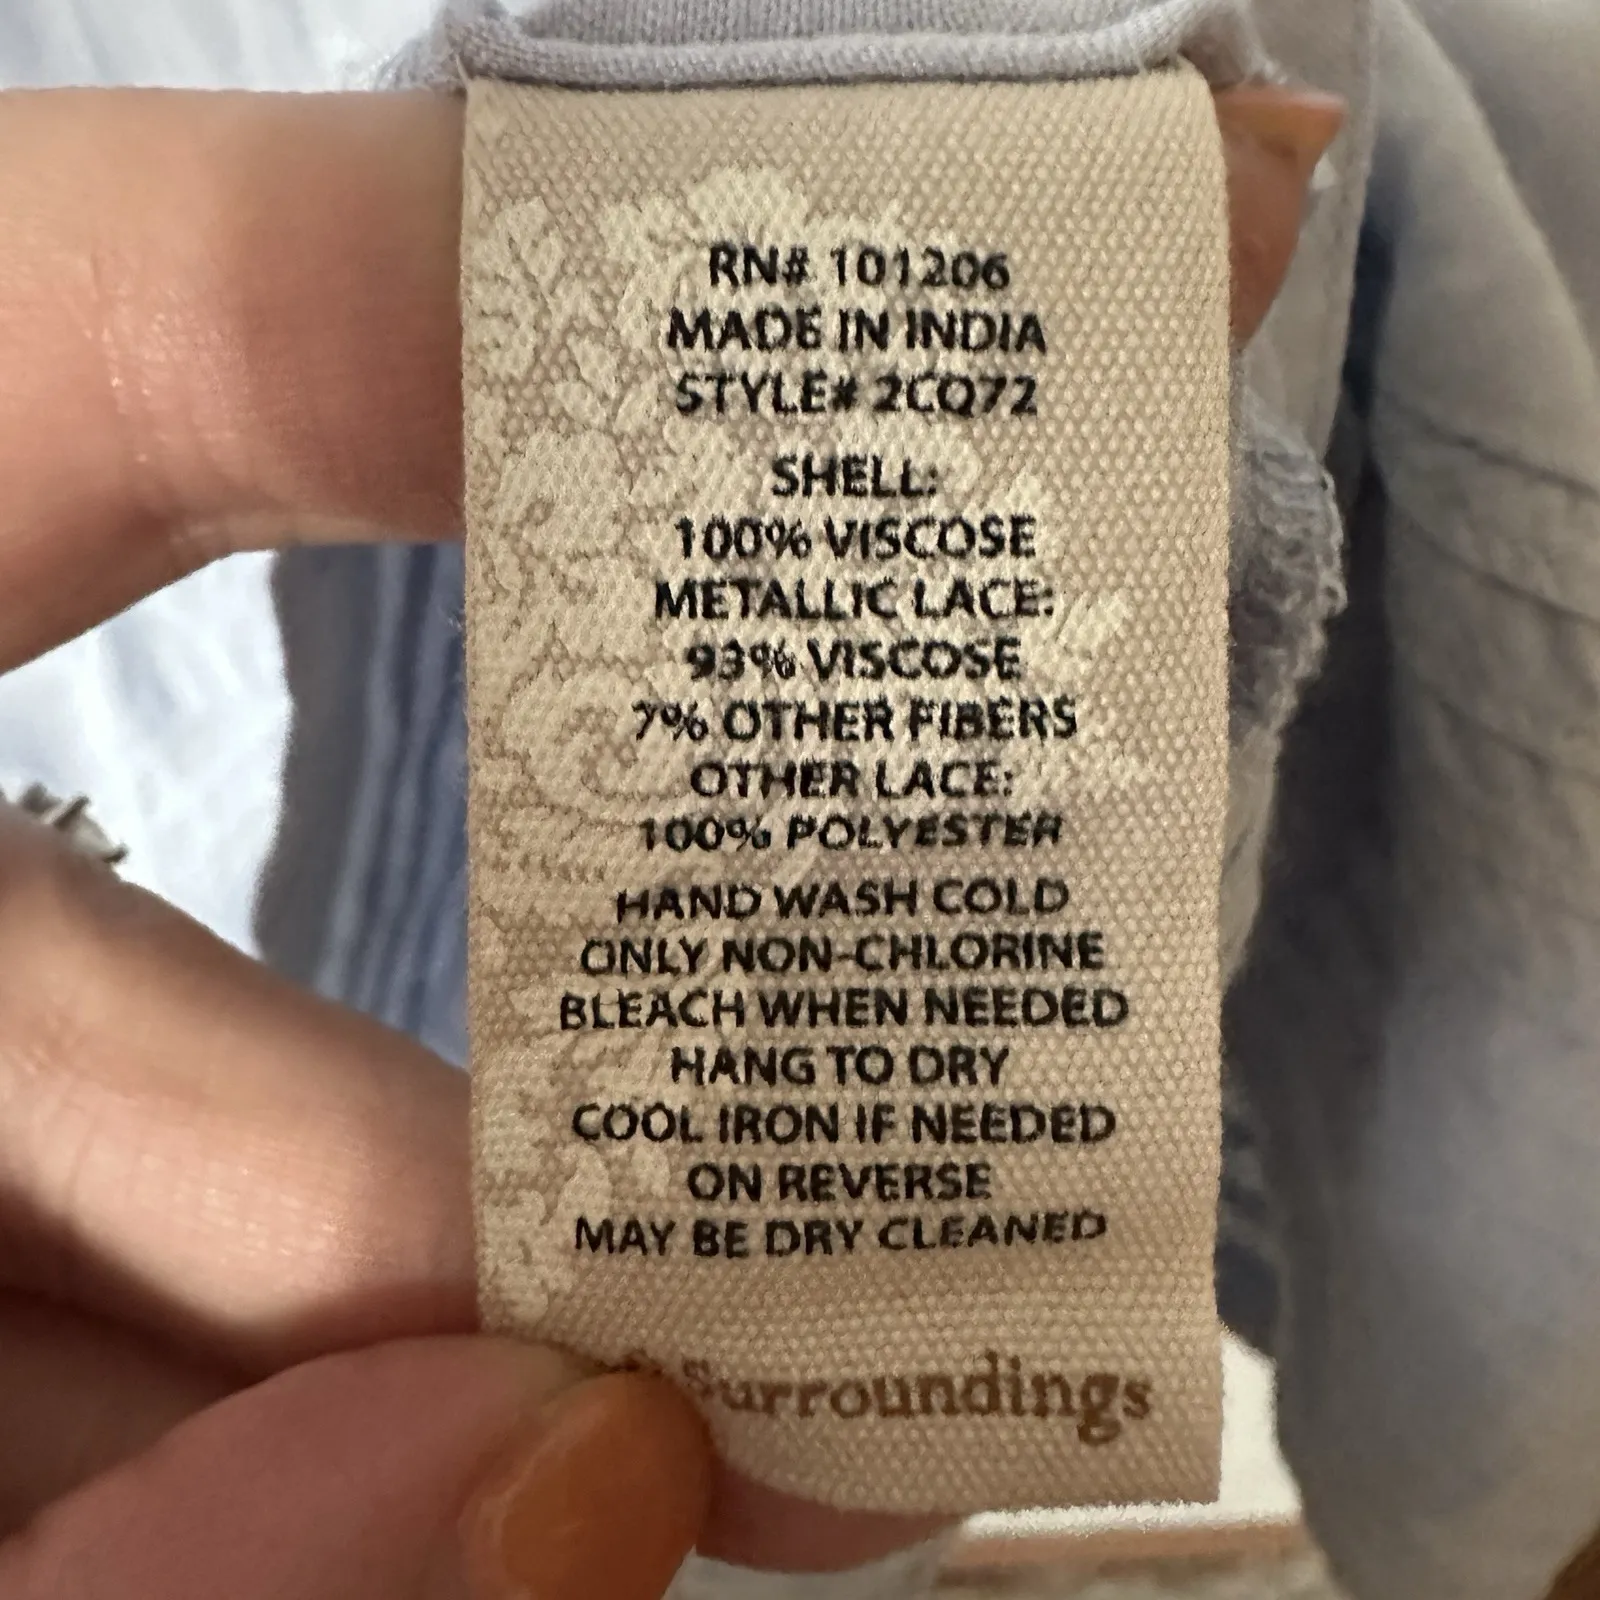 RN# 101206
MADE IN INDIA
STYLE# 2CQ72
SHELL:
100% VISCOSE
METALLIC LACE:
93% VISCOSE
7% OTHER FIBERS
OTHER LACE:
100% POLYESTER
HAND WASH COLD
ONLY NON-CHLORINE
BLEACH WHEN NEEDED
HANG TO DRY
COOL IRON IF NEEDED
ON REVERSE
MAY BE DRY CLEANED
Surroundings